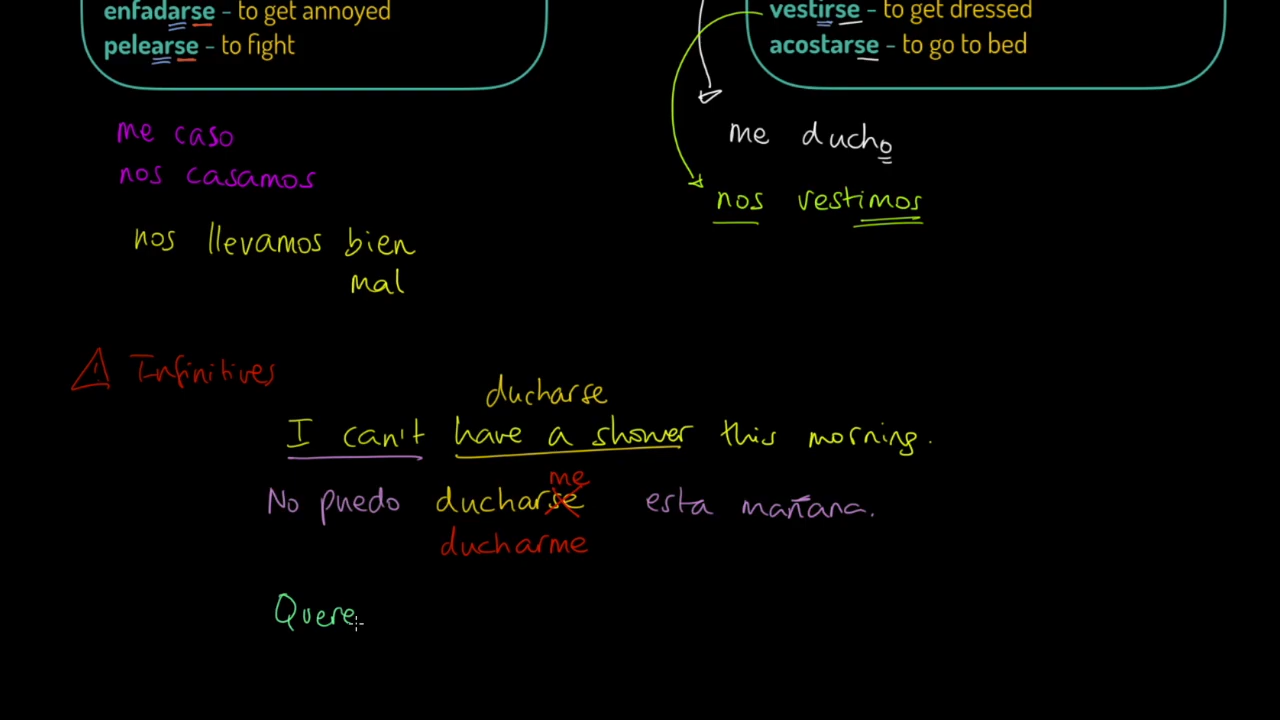 enfadarse - to get annoyed
pelearse - to fight
vestirse - to get dressed
acostarse - to go to bed
me caso
nos casamos
nos llevamos bien
mal
me ducho
nos vestimos
Infinitives
ducharse
I can't have a shower this morning.
me
No puedo ducharse esta mañana.
ducharme
Quere